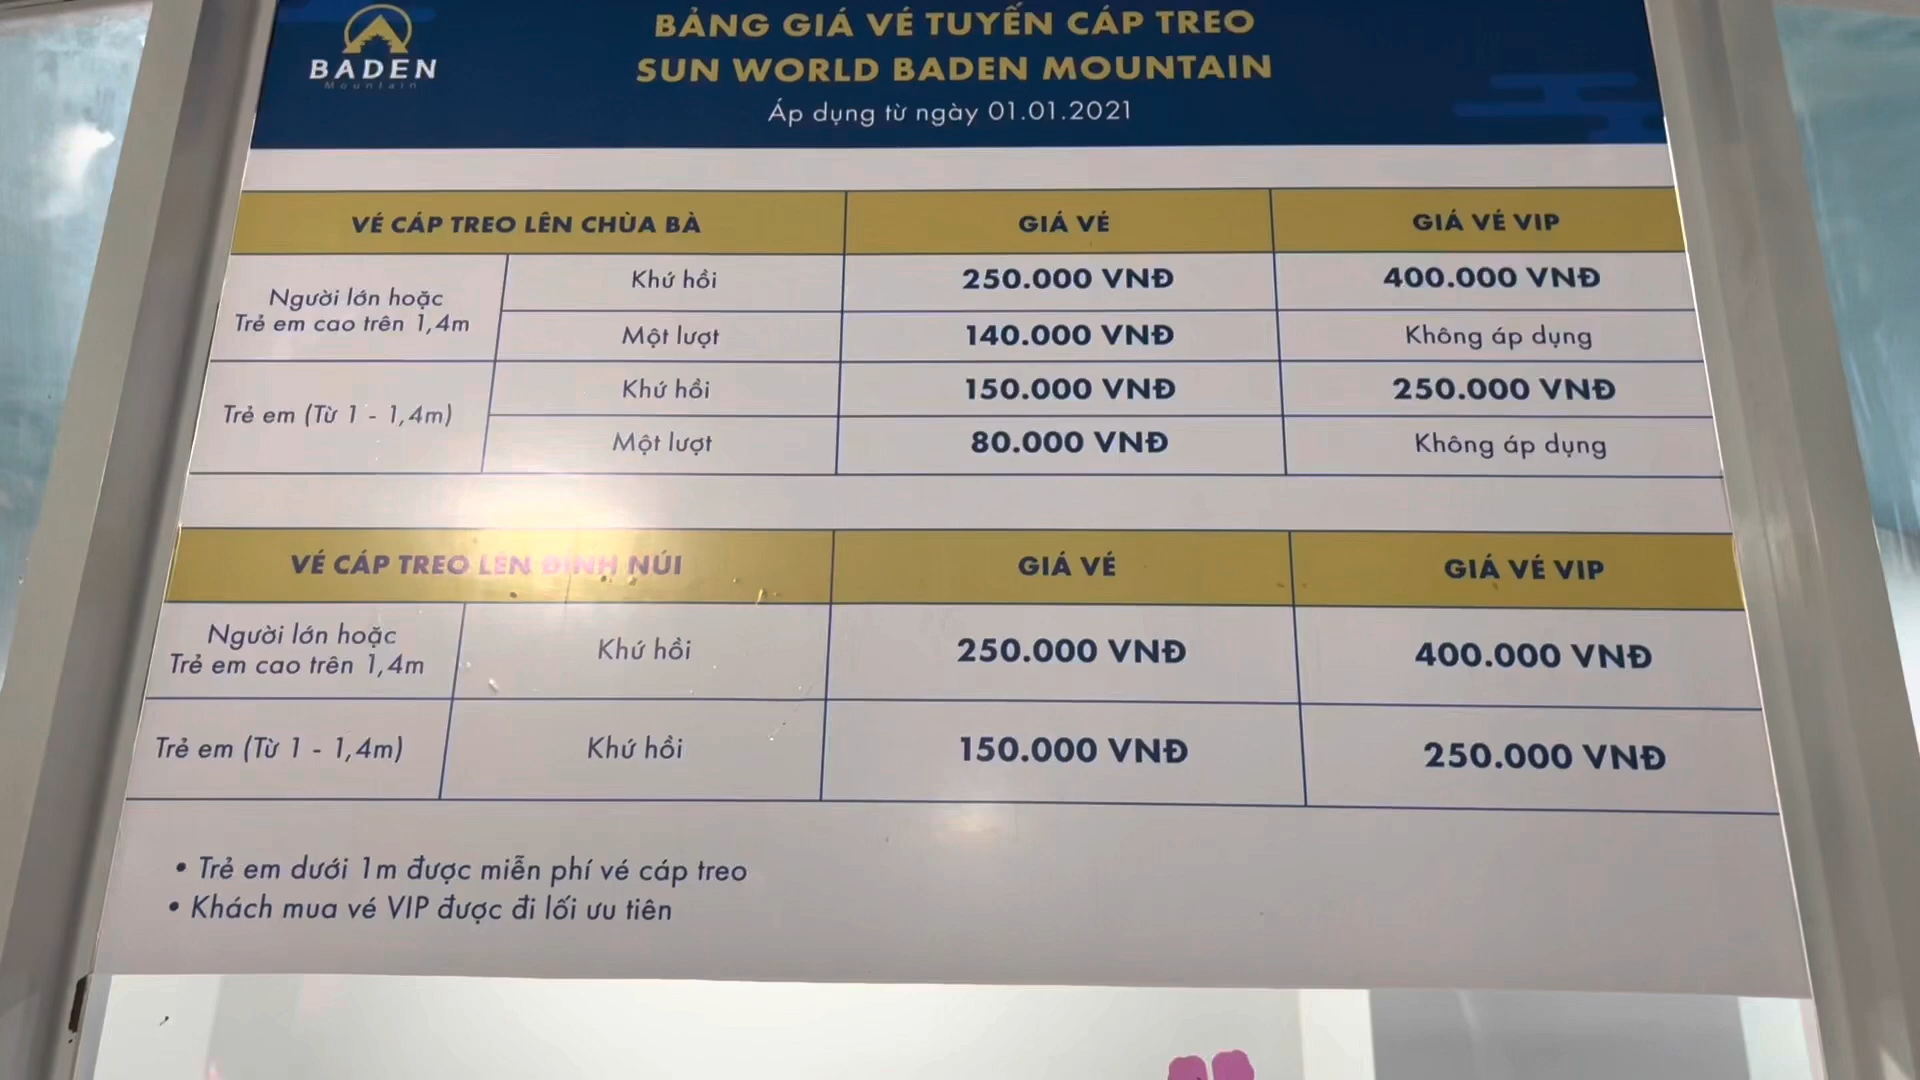 BADEN
Mountain
BẢNG GIÁ VÉ TUYẾN CÁP TREO
SUN WORLD BADEN MOUNTAIN
Áp dụng từ ngày 01.01.2021
VÉ CÁP TREO LÊN CHÙA BÀ
GIÁ VÉ
GIÁ VÉ VIP
Người lớn hoặc
Trẻ em cao trên 1,4m
Khứ hồi
250.000 VNĐ
400.000 VNĐ
Một lượt
140.000 VNĐ
Không áp dụng
Trẻ em (Từ 1 - 1,4m)
Khứ hồi
150.000 VNĐ
250.000 VNĐ
Một lượt
80.000 VNĐ
Không áp dụng
VÉ CÁP TREO LÊN ĐỈNH NÚI
GIÁ VÉ
GIÁ VÉ VIP
Người lớn hoặc
Trẻ em cao trên 1,4m
Khứ hồi
250.000 VNĐ
400.000 VNĐ
Trẻ em (Từ 1 - 1,4m)
Khứ hồi
150.000 VNĐ
250.000 VNĐ
• Trẻ em dưới 1m được miễn phí vé cáp treo
• Khách mua vé VIP được đi lối ưu tiên